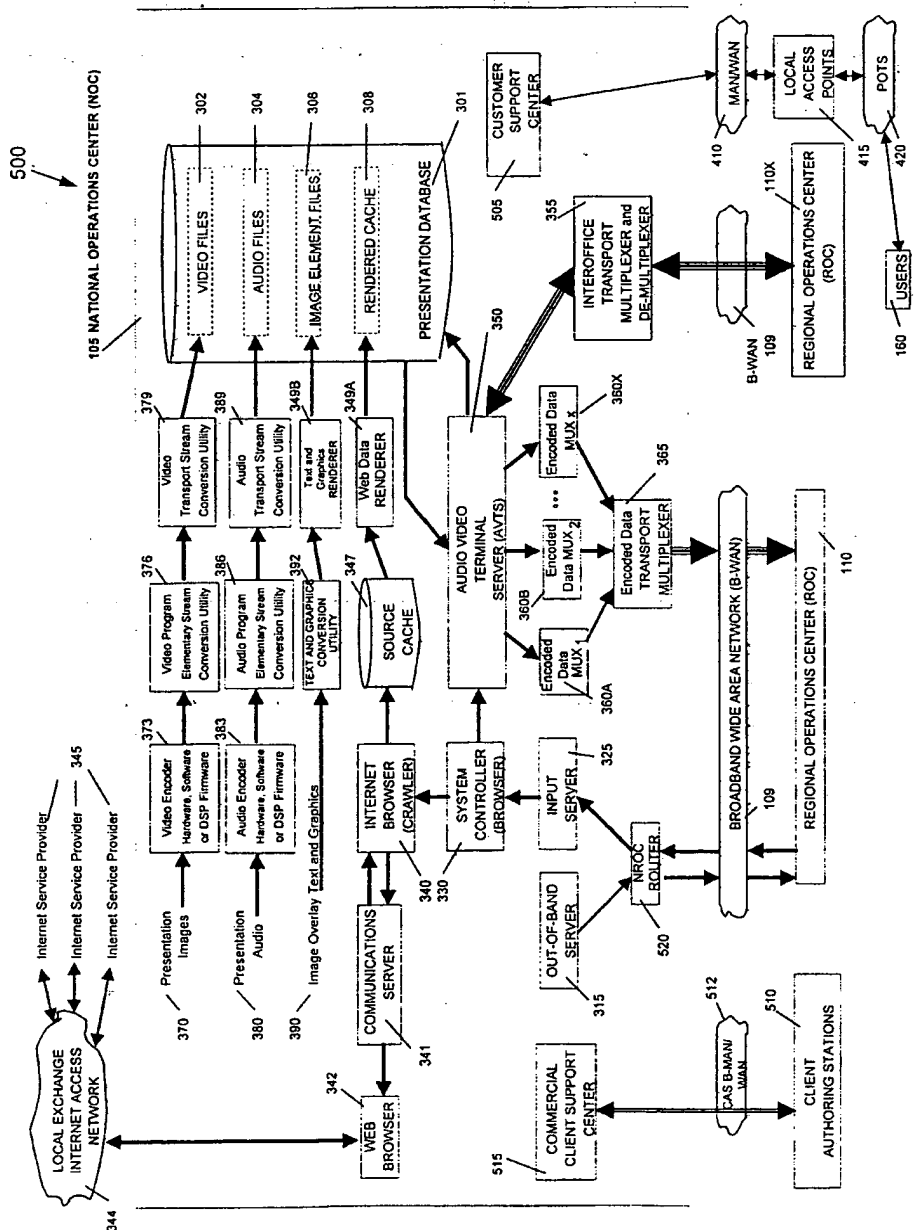 500
105 NATIONAL OPERATIONS CENTER (NOC)
LOCAL EXCHANGE
INTERNET ACCESS
NETWORK
344
Internet Service Provider
Internet Service Provider
Internet Service Provider
345
Presentation
Images
370
Video Encoder
Hardware, Software
or DSP Firmware
373
Video Program
Elementary Stream
Conversion Utility
376
Video
Transport Stream
Conversion Utility
379
VIDEO FILES
302
Presentation
Audio
380
Audio Encoder
Hardware, Software
or DSP Firmware
383
Audio Program
Elementary Stream
Conversion Utility
386
Audio
Transport Stream
Conversion Utility
389
AUDIO FILES
304
Image Overlay Text and Graphics
390
TEXT AND GRAPHICS
CONVERSION
UTILITY
392
Text and
Graphics
RENDERER
349B
IMAGE ELEMENT FILES
306
WEB
BROWSER
342
COMMUNICATIONS
SERVER
341
INTERNET
BROWSER
(CRAWLER)
340
SOURCE
CACHE
347
Web Data
RENDERER
349A
RENDERED CACHE
308
PRESENTATION DATABASE
301
SYSTEM
CONTROLLER
(BROWSER)
330
AUDIO VIDEO
TERMINAL
SERVER (AVTS)
350
CUSTOMER
SUPPORT
CENTER
505
COMMERCIAL
CLIENT SUPPORT
CENTER
515
OUT-OF-BAND
SERVER
315
INPUT
SERVER
325
Encoded
Data
MUX 1
360A
Encoded
Data MUX 2
360B
...
Encoded Data
MUX x
360X
INTEROFFICE
TRANSPORT
MULTIPLEXER and
DE-MULTIPLEXER
355
NROC
ROUTER
520
Encoded Data
TRANSPORT
MULTIPLEXER
365
CAS B-MAN/
WAN
512
BROADBAND WIDE AREA NETWORK (B-WAN)
109
B-WAN
109
MAN/WAN
410
CLIENT
AUTHORING STATIONS
510
REGIONAL OPERATIONS CENTER (ROC)
110
REGIONAL OPERATIONS CENTER
(ROC)
110X
LOCAL
ACCESS
POINTS
415
USERS
160
POTS
420